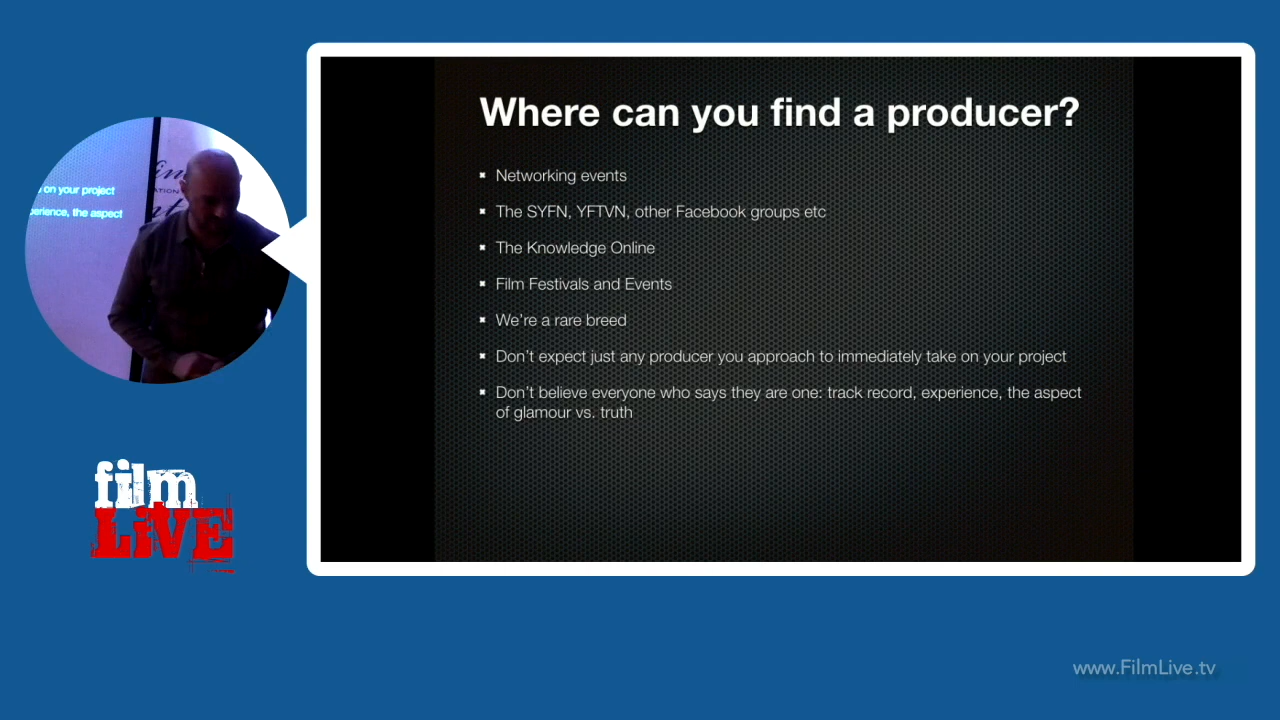 Where can you find a producer?
Networking events
The SYFN, YFTVN, other Facebook groups etc
The Knowledge Online
Film Festivals and Events
We're a rare breed
Don't expect just any producer you approach to immediately take on your project
Don't believe everyone who says they are one: track record, experience, the aspect
of glamour vs. truth
on your project
the aspect
film
LiVE
www.FilmLive.tv